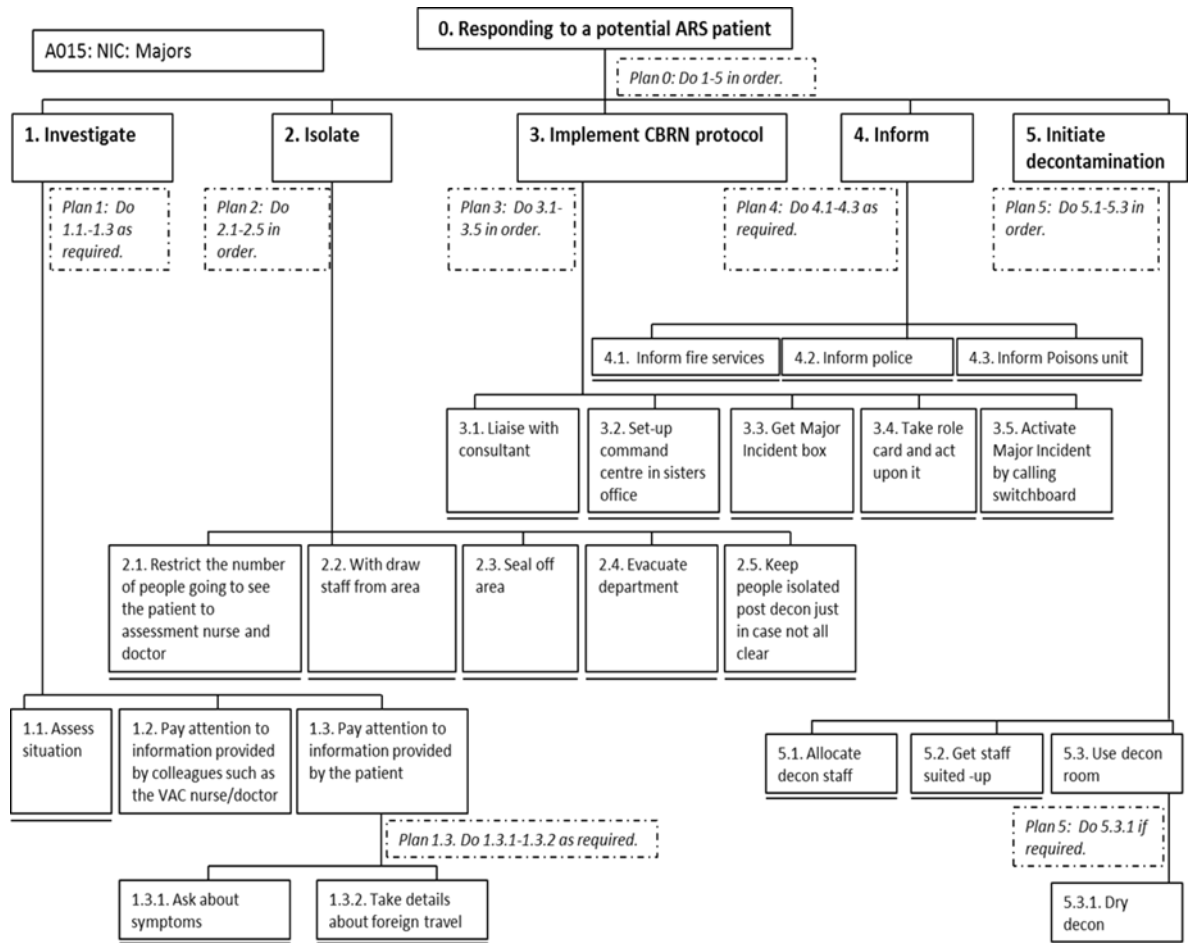 0. Responding to a potential ARS patient
A015: NIC: Majors
Plan 0: Do 1-5 in order.
1. Investigate
2. Isolate
3. Implement CBRN protocol
4. Inform
5. Initiate
decontamination
Plan 1: Do
1.1.-1.3 as
required.
Plan 2: Do
2.1-2.5 in
order.
Plan 3: Do 3.1-
3.5 in order.
Plan 4: Do 4.1-4.3 as
required.
Plan 5: Do 5.1-5.3 in
order.
4.1. Inform fire services
4.2. Inform police
4.3. Inform Poisons unit
3.1. Liaise with
consultant
3.2. Set-up
command
centre in sisters
office
3.3. Get Major
Incident box
3.4. Take role
card and act
upon it
3.5. Activate
Major Incident
by calling
switchboard
2.1. Restrict the number
of people going to see
the patient to
assessment nurse and
doctor
2.2. With draw
staff from area
2.3. Seal off
area
2.4. Evacuate
department
2.5. Keep
people isolated
post decon just
in case not all
clear
1.1. Assess
situation
1.2. Pay attention to
information provided
by colleagues such as
the VAC nurse/doctor
1.3. Pay attention to
information provided
by the patient
5.1. Allocate
decon staff
5.2. Get staff
suited -up
5.3. Use decon
room
Plan 1.3. Do 1.3.1-1.3.2 as required.
Plan 5: Do 5.3.1 if
required.
1.3.1. Ask about
symptoms
1.3.2. Take details
about foreign travel
5.3.1. Dry
decon